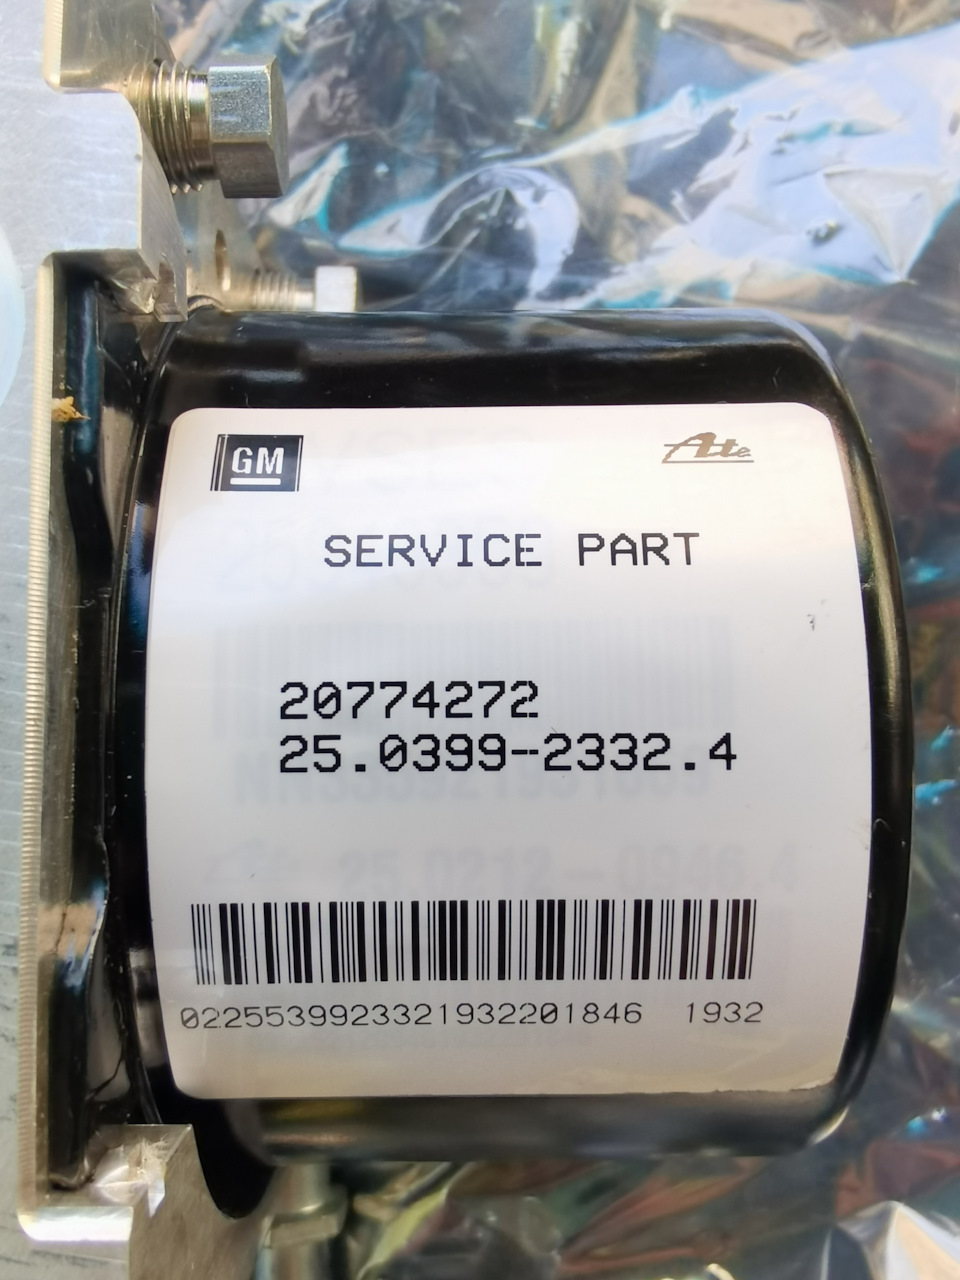 GM
Ate
SERVICE PART
20774272
25.0399-2332.4
0225539923321932201846 1932